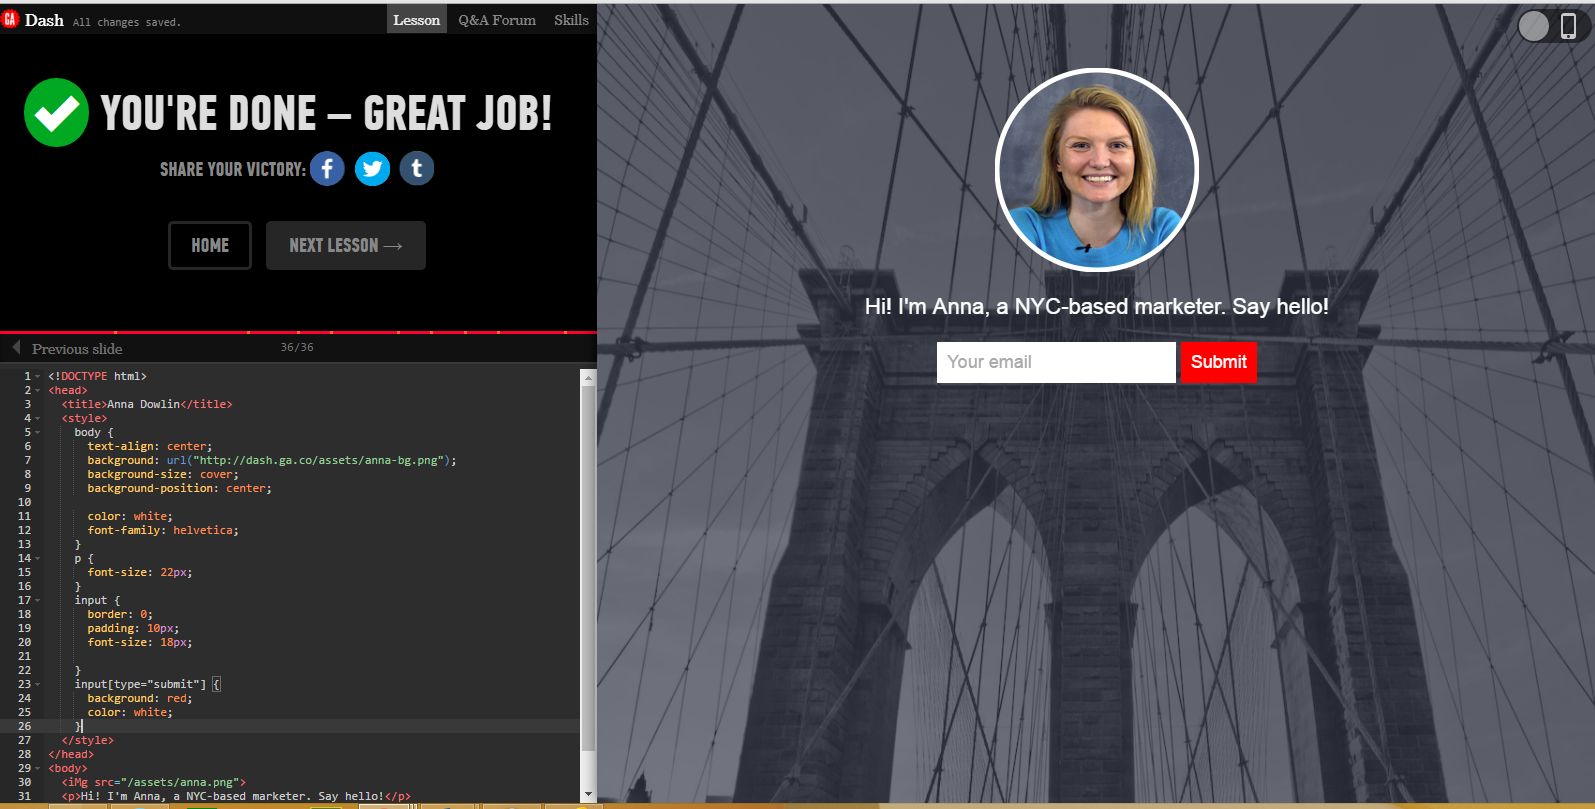 GA Dash All changes saved. Lesson Q&A Forum Skills
YOU'RE DONE – GREAT JOB!
SHARE YOUR VICTORY: f t
HOME NEXT LESSON →
Previous slide 36/36
1 <!DOCTYPE html>
2 <head>
3 <title>Anna Dowlin</title>
4 <style>
5 body {
6 text-align: center;
7 background: url("http://dash.ga.co/assets/anna-bg.png");
8 background-size: cover;
9 background-position: center;
10
11 color: white;
12 font-family: helvetica;
13 }
14 p {
15 font-size: 22px;
16 }
17 input {
18 border: 0;
19 padding: 10px;
20 font-size: 18px;
21
22 }
23 input[type="submit"] {
24 background: red;
25 color: white;
26 }
27 </style>
28 </head>
29 <body>
30 <iMg src="/assets/anna.png">
31 <p>Hi! I'm Anna, a NYC-based marketer. Say hello!</p>
Hi! I'm Anna, a NYC-based marketer. Say hello!
Your email Submit